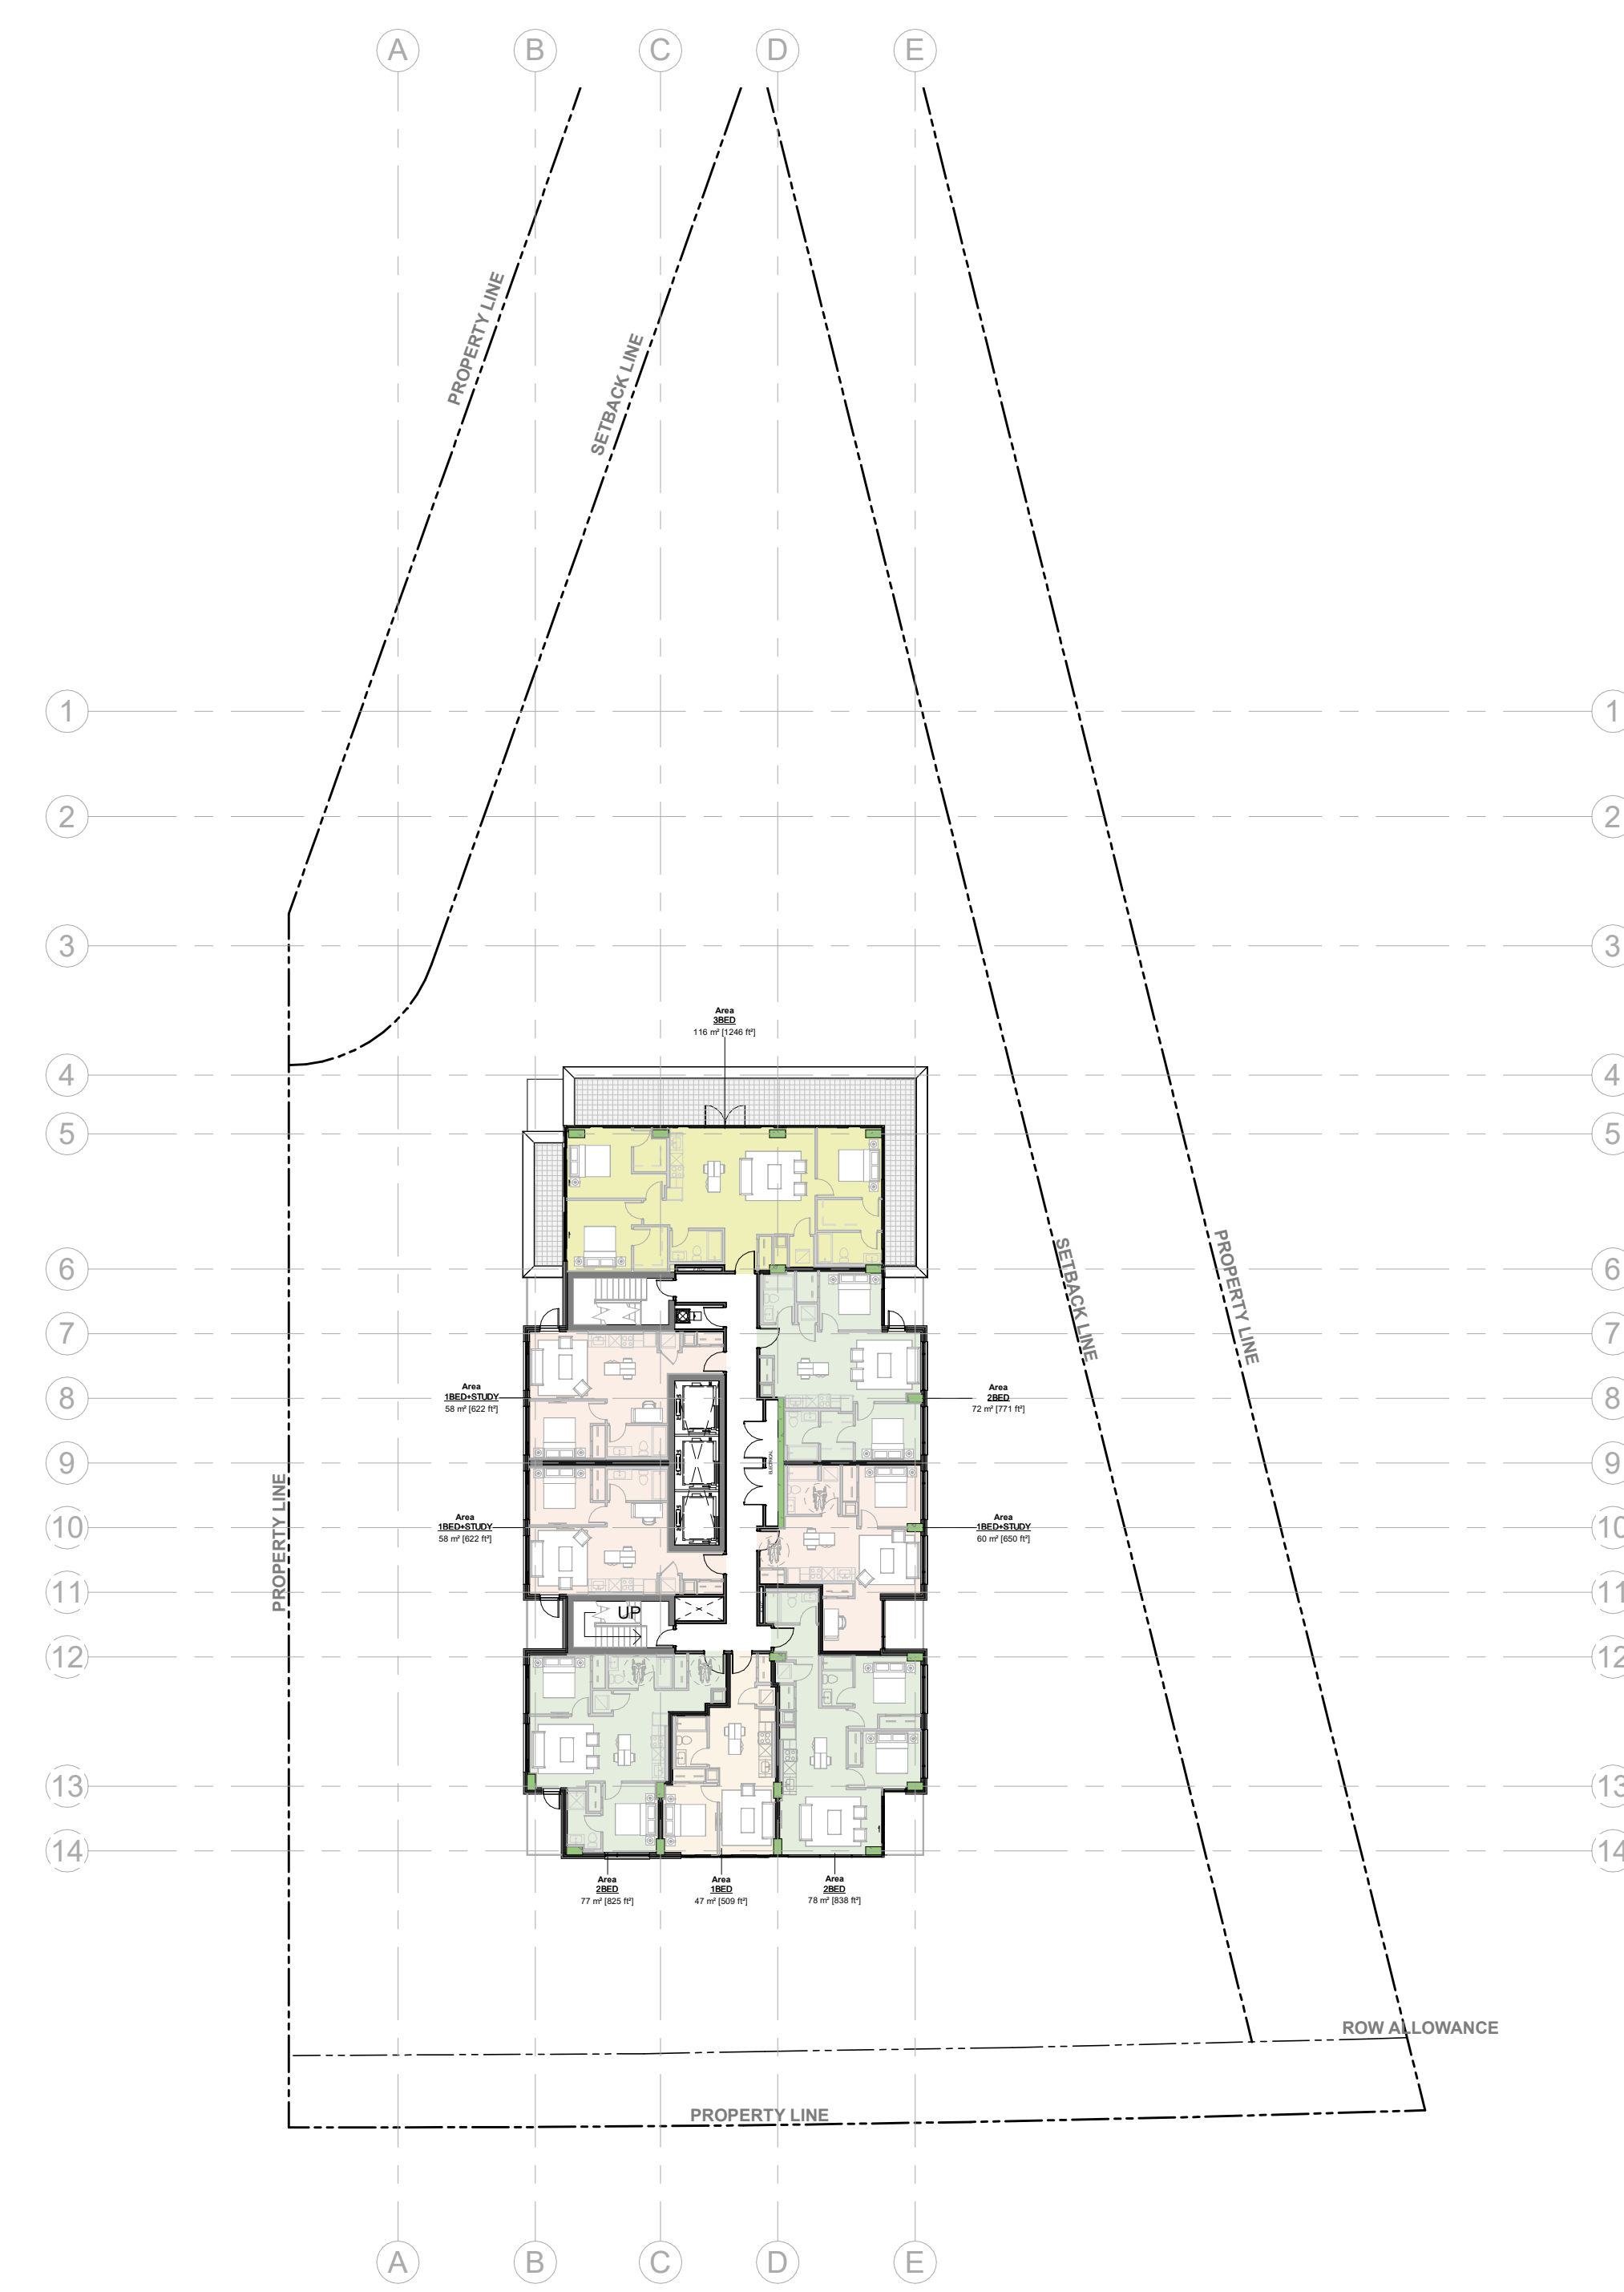 A B C D E
PROPERTY LINE
SETBACK LINE
1 1
2 2
3 3
Area
3BED
116 m² [1246 ft²]
4 4
5 5
SETBACK LINE
PROPERTY LINE
6 6
7 7
Area
1BED+STUDY
58 m² [622 ft²]
Area
2BED
72 m² [771 ft²]
8 8
ELECTRICAL
9 9
PROPERTY LINE
Area
1BED+STUDY
58 m² [622 ft²]
Area
1BED+STUDY
60 m² [650 ft²]
10 10
11 11
UP
12 12
13 13
14 14
Area
2BED
77 m² [825 ft²]
Area
1BED
47 m² [509 ft²]
Area
2BED
78 m² [838 ft²]
ROW ALLOWANCE
PROPERTY LINE
A B C D E